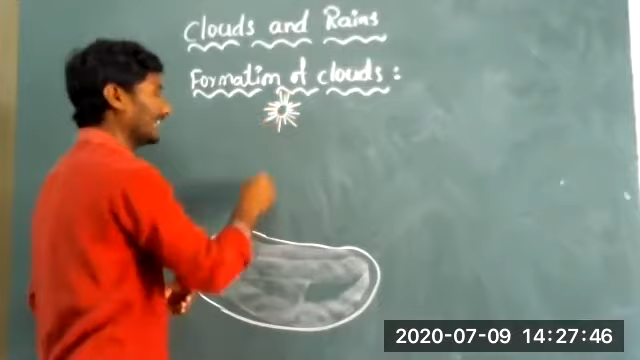 Clouds and Rains
Formation of clouds :
2020-07-09 14:27:46